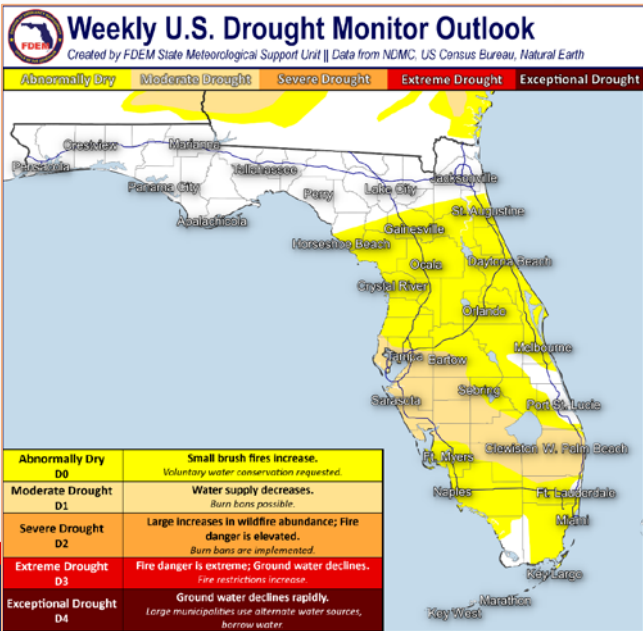 FDEM
Weekly U.S. Drought Monitor Outlook
Created by FDEM State Meteorological Support Unit || Data from NDMC, US Census Bureau, Natural Earth
Abnormally Dry Moderate Drought Severe Drought Extreme Drought Exceptional Drought
Crestview
Marianna
Pensacola
Tallahassee
Jacksonville
Panama City
Perry
Lake City
Apalachicola
St. Augustine
Gainesville
Horseshoe Beach
Ocala
Daytona Beach
Crystal River
Orlando
Melbourne
Tampa
Bartow
Sebring
Sarasota
Port St. Lucie
Clewiston
W. Palm Beach
Ft. Myers
Naples
Ft. Lauderdale
Miami
Key Largo
Marathon
Key West
Abnormally Dry
D0
Small brush fires increase.
Voluntary water conservation requested.
Moderate Drought
D1
Water supply decreases.
Burn bans possible.
Severe Drought
D2
Large increases in wildfire abundance; Fire
danger is elevated.
Burn bans are implemented.
Extreme Drought
D3
Fire danger is extreme; Ground water declines.
Fire restrictions increase.
Exceptional Drought
D4
Ground water declines rapidly.
Large municipalities use alternate water sources,
borrow water